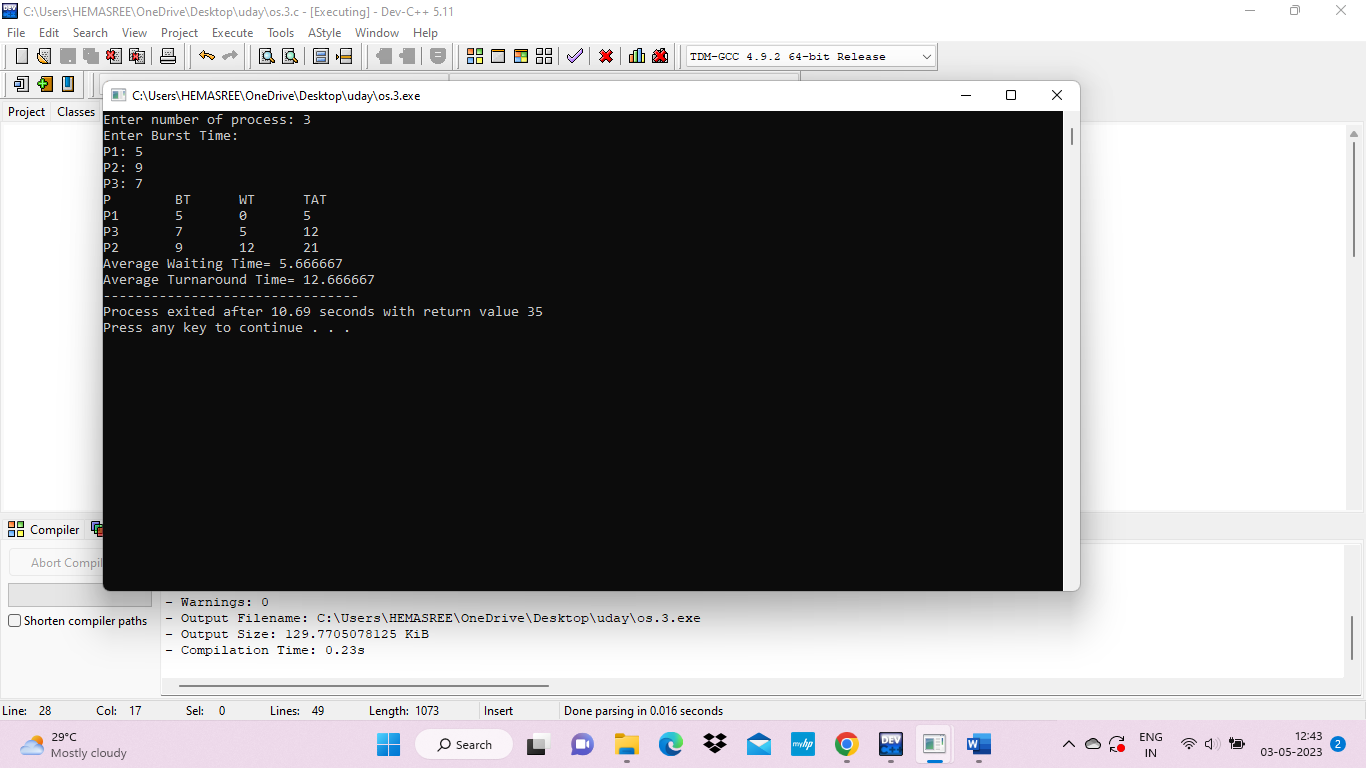 C:\Users\HEMASREE\OneDrive\Desktop\uday\os.3.c - [Executing] - Dev-C++ 5.11
File Edit Search View Project Execute Tools AStyle Window Help
TDM-GCC 4.9.2 64-bit Release
Project Classes
C:\Users\HEMASREE\OneDrive\Desktop\uday\os.3.exe
Enter number of process: 3
Enter Burst Time:
P1: 5
P2: 9
P3: 7
P BT WT TAT
P1 5 0 5
P3 7 5 12
P2 9 12 21
Average Waiting Time= 5.666667
Average Turnaround Time= 12.666667
--------------------------------
Process exited after 10.69 seconds with return value 35
Press any key to continue . . .
Compiler
Abort Compil
Shorten compiler paths
- Warnings: 0
- Output Filename: C:\Users\HEMASREE\OneDrive\Desktop\uday\os.3.exe
- Output Size: 129.7705078125 KiB
- Compilation Time: 0.23s
Line: 28 Col: 17 Sel: 0 Lines: 49 Length: 1073 Insert Done parsing in 0.016 seconds
29°C
Mostly cloudy
Search
myhp
DEV
ENG
IN
12:43
03-05-2023
2